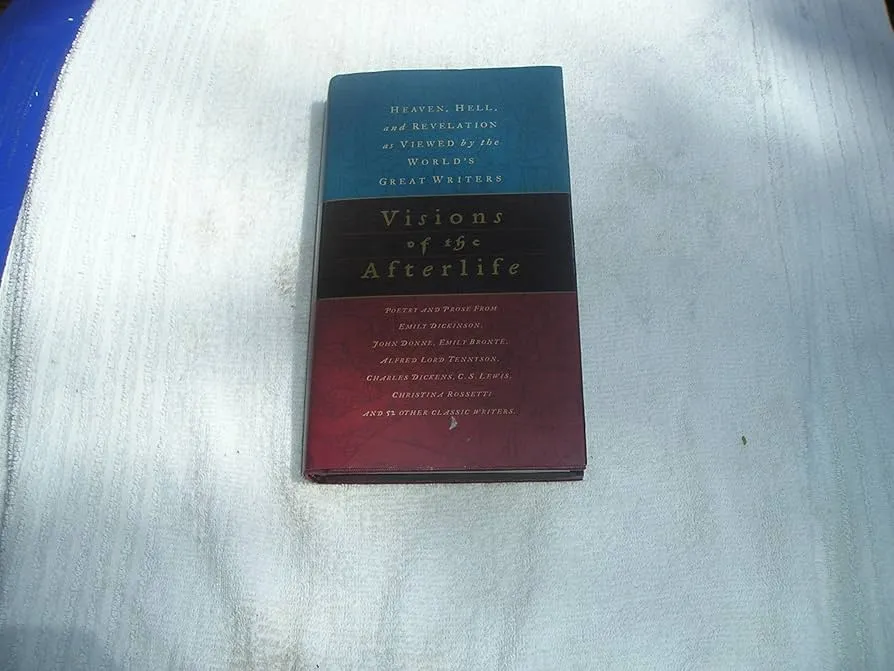 HEAVEN, HELL,
and REVELATION
as VIEWED by the
WORLD'S
GREAT WRITERS
Visions
of the
Afterlife
POETRY AND PROSE FROM
EMILY DICKINSON,
JOHN DONNE, EMILY BRONTE,
ALFRED LORD TENNYSON,
CHARLES DICKENS, C. S. LEWIS,
CHRISTINA ROSSETTI
AND 52 OTHER CLASSIC WRITERS.